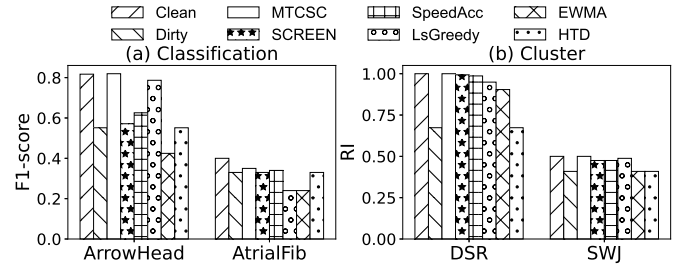 Clean MTCSC SpeedAcc EWMA
Dirty SCREEN LsGreedy HTD
(a) Classification
F1-score
0.8
0.6
0.4
0.2
0.0
ArrowHead AtrialFib
(b) Cluster
RI
1.00
0.75
0.50
0.25
0.00
DSR SWJ